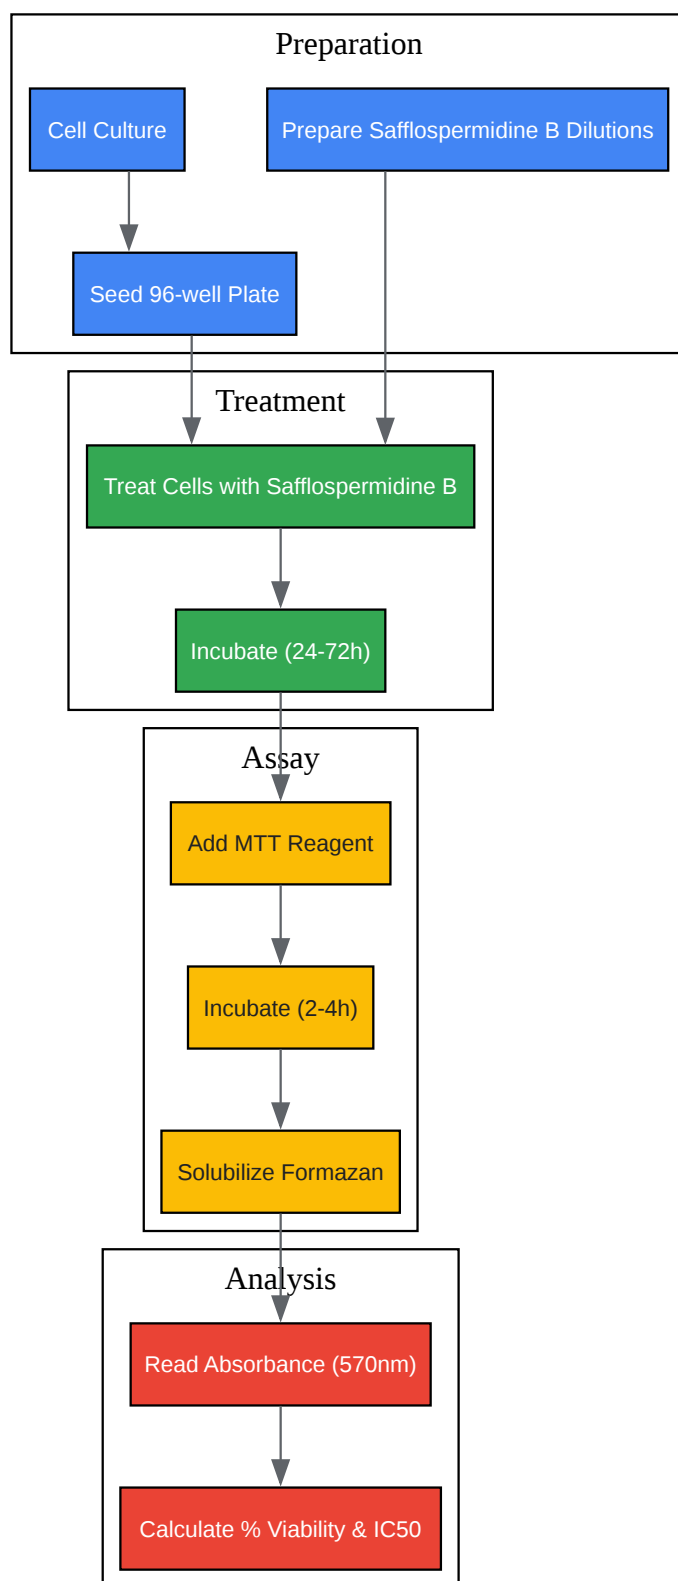 Preparation
Cell Culture
Prepare Safflospermidine B Dilutions
Seed 96-well Plate
Treatment
Treat Cells with Safflospermidine B
Incubate (24-72h)
Assay
Add MTT Reagent
Incubate (2-4h)
Solubilize Formazan
Analysis
Read Absorbance (570nm)
Calculate % Viability & IC50